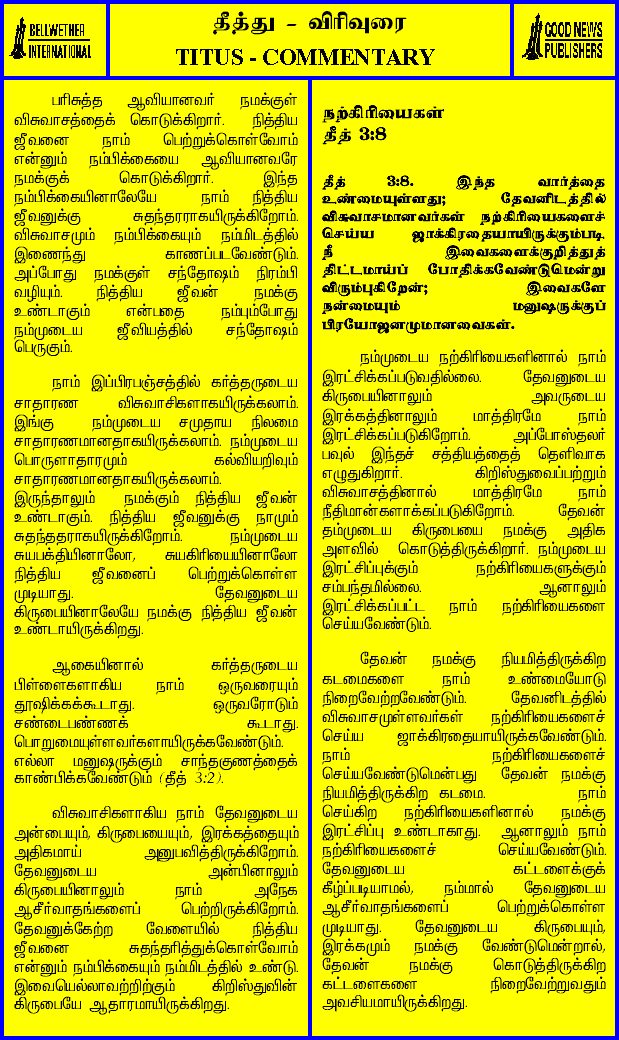 BELLWETHER
INTERNATIONAL
தீத்து - விரிவுரை
TITUS - COMMENTARY
GOOD NEWS
PUBLISHERS
பரிசுத்த ஆவியானவர் நமக்குள்
விசுவாசத்தைக் கொடுக்கிறார். நித்திய
ஜீவனை நாம் பெற்றுக்கொள்வோம்
என்னும் நம்பிக்கையை ஆவியானவரே
நமக்குக் கொடுக்கிறார். இந்த
நம்பிக்கையினாலேயே நாம் நித்திய
ஜீவனுக்கு சுதந்தரராகயிருக்கிறோம்.
விசுவாசமும் நம்பிக்கையும் நம்மிடத்தில்
இணைந்து காணப்படவேண்டும்.
அப்போது நமக்குள் சந்தோஷம் நிரம்பி
வழியும். நித்திய ஜீவன் நமக்கு
உண்டாகும் என்பதை நம்பும்போது
நம்முடைய ஜீவியத்தில் சந்தோஷம்
பெருகும்.
நாம் இப்பிரபஞ்சத்தில் கர்த்தருடைய
சாதாரண விசுவாசிகளாகயிருக்கலாம்.
இங்கு நம்முடைய சமுதாய நிலமை
சாதாரணமானதாகயிருக்கலாம். நம்முடைய
பொருளாதாரமும் கல்வியறிவும்
சாதாரணமானதாகயிருக்கலாம்.
இருந்தாலும் நமக்கும் நித்திய ஜீவன்
உண்டாகும். நித்திய ஜீவனுக்கு நாமும்
சுதந்ததராகயிருக்கிறோம். நம்முடைய
சுயபக்தியினாலோ, சுயகிரியையினாலோ
நித்திய ஜீவனைப் பெற்றுக்கொள்ள
முடியாது. தேவனுடைய
கிருபையினாலேயே நமக்கு நித்திய ஜீவன்
உண்டாயிருக்கிறது.
ஆகையினால் கர்த்தருடைய
பிள்ளைகளாகிய நாம் ஒருவரையும்
தூஷிக்கக்கூடாது. ஒருவரோடும்
சண்டைபண்ணக் கூடாது.
பொறுமையுள்ளவர்களாயிருக்கவேண்டும்.
எல்லா மனுஷருக்கும் சாந்தகுணத்தைக்
காண்பிக்கவேண்டும் (தீத் 3:2).
விசுவாசிகளாகிய நாம் தேவனுடைய
அன்பையும், கிருபையையும், இரக்கத்தையும்
அதிகமாய் அனுபவித்திருக்கிறோம்.
தேவனுடைய அன்பினாலும்
கிருபையினாலும் நாம் அநேக
ஆசீர்வாதங்களைப் பெற்றிருக்கிறோம்.
தேவனுக்கேற்ற வேளையில் நித்திய
ஜீவனை சுதந்தரித்துக்கொள்வோம்
என்னும் நம்பிக்கையும் நம்மிடத்தில் உண்டு.
இவையெல்லாவற்றிற்கும் கிறிஸ்துவின்
கிருபையே ஆதாரமாயிருக்கிறது.
நற்கிரியைகள்
தீத் 3:8
தீத் 3:8. இந்த வார்த்தை
உண்மையுள்ளது; தேவனிடத்தில்
விசுவாசமானவர்கள் நற்கிரியைகளைச்
செய்ய ஜாக்கிரதையாயிருக்கும்படி
நீ இவைகளைக்குறித்துத்
திட்டமாய்ப் போதிக்கவேண்டுமென்று
விரும்புகிறேன்; இவைகளே
நன்மையும் மனுஷருக்குப்
பிரயோஜனமுமானவைகள்.
நம்முடைய நற்கிரியைகளினால் நாம்
இரட்சிக்கப்படுவதில்லை. தேவனுடைய
கிருபையினாலும் அவருடைய
இரக்கத்தினாலும் மாத்திரமே நாம்
இரட்சிக்கப்படுகிறோம். அப்போஸ்தலர்
பவுல் இந்தச் சத்தியத்தைத் தெளிவாக
எழுதுகிறார். கிறிஸ்துவைப்பற்றும்
விசுவாசத்தினால் மாத்திரமே நாம்
நீதிமான்களாக்கப்படுகிறோம். தேவன்
தம்முடைய கிருபையை நமக்கு அதிக
அளவில் கொடுத்திருக்கிறார். நம்முடைய
இரட்சிப்புக்கும் நற்கிரியைகளுக்கும்
சம்பந்தமில்லை. ஆனாலும்
இரட்சிக்கப்பட்ட நாம் நற்கிரியைகளை
செய்யவேண்டும்.
தேவன் நமக்கு நியமித்திருக்கிற
கடமைகளை நாம் உண்மையோடு
நிறைவேற்றவேண்டும். தேவனிடத்தில்
விசுவாசமுள்ளவர்கள் நற்கிரியைகளைச்
செய்ய ஜாக்கிரதையாயிருக்கவேண்டும்.
நாம் நற்கிரியைகளைச்
செய்யவேண்டுமென்பது தேவன் நமக்கு
நியமித்திருக்கிற கடமை. நாம்
செய்கிற நற்கிரியைகளினால் நமக்கு
இரட்சிப்பு உண்டாகாது. ஆனாலும் நாம்
நற்கிரியைகளைச் செய்யவேண்டும்.
தேவனுடைய கட்டளைக்குக்
கீழ்ப்படியாமல், நம்மால் தேவனுடைய
ஆசீர்வாதங்களைப் பெற்றுக்கொள்ள
முடியாது. தேவனுடைய கிருபையும்,
இரக்கமும் நமக்கு வேண்டுமென்றால்,
தேவன் நமக்கு கொடுத்திருக்கிற
கட்டளைகளை நிறைவேற்றுவதும்
அவசியமாயிருக்கிறது.